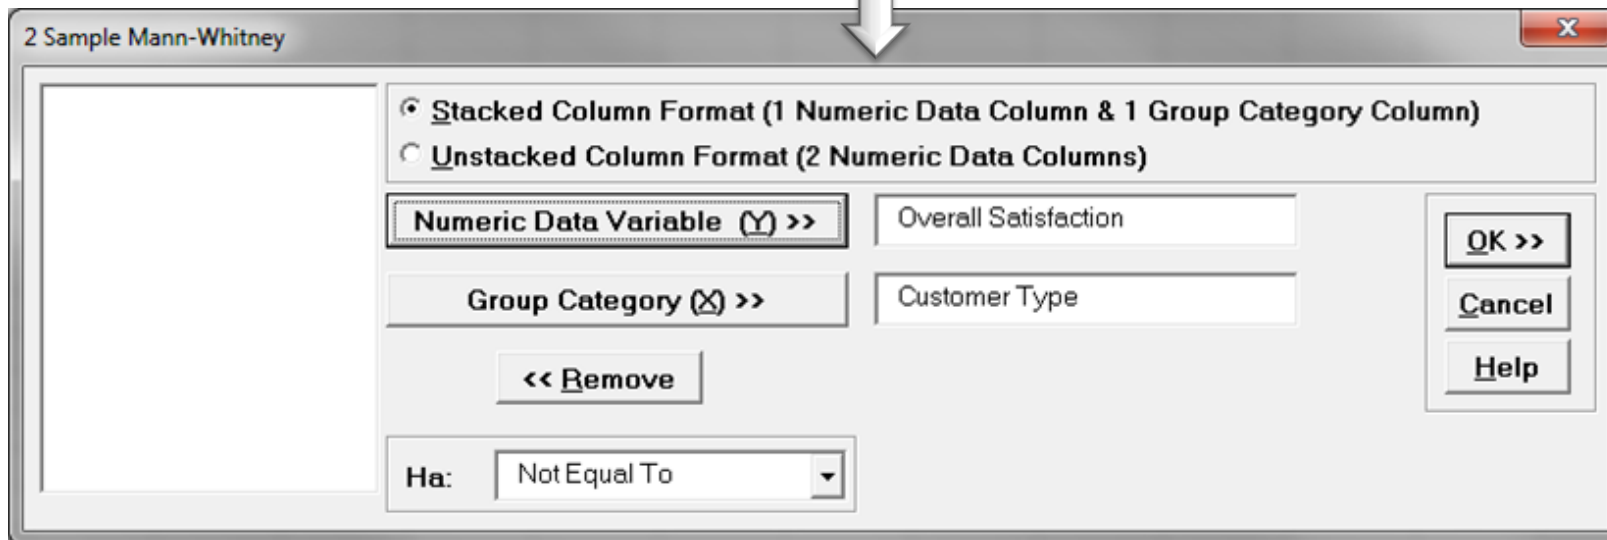 2 Sample Mann-Whitney
Stacked Column Format (1 Numeric Data Column & 1 Group Category Column)
Unstacked Column Format (2 Numeric Data Columns)
Numeric Data Variable (Y) >> Overall Satisfaction
Group Category (X) >> Customer Type
<< Remove
Ha: Not Equal To
OK >>
Cancel
Help